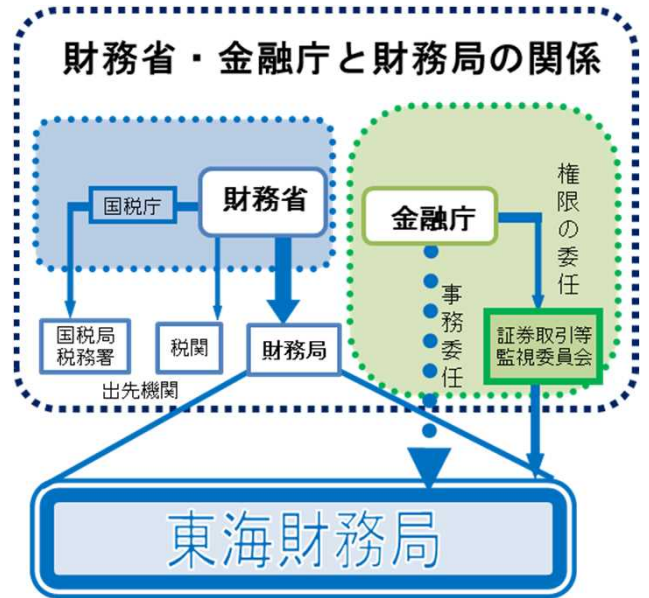 財務省・金融庁と財務局の関係
国税庁
財務省
金融庁
権限の委任
事務委任
国税局
税務署
税関
財務局
証券取引等
監視委員会
出先機関
東海財務局